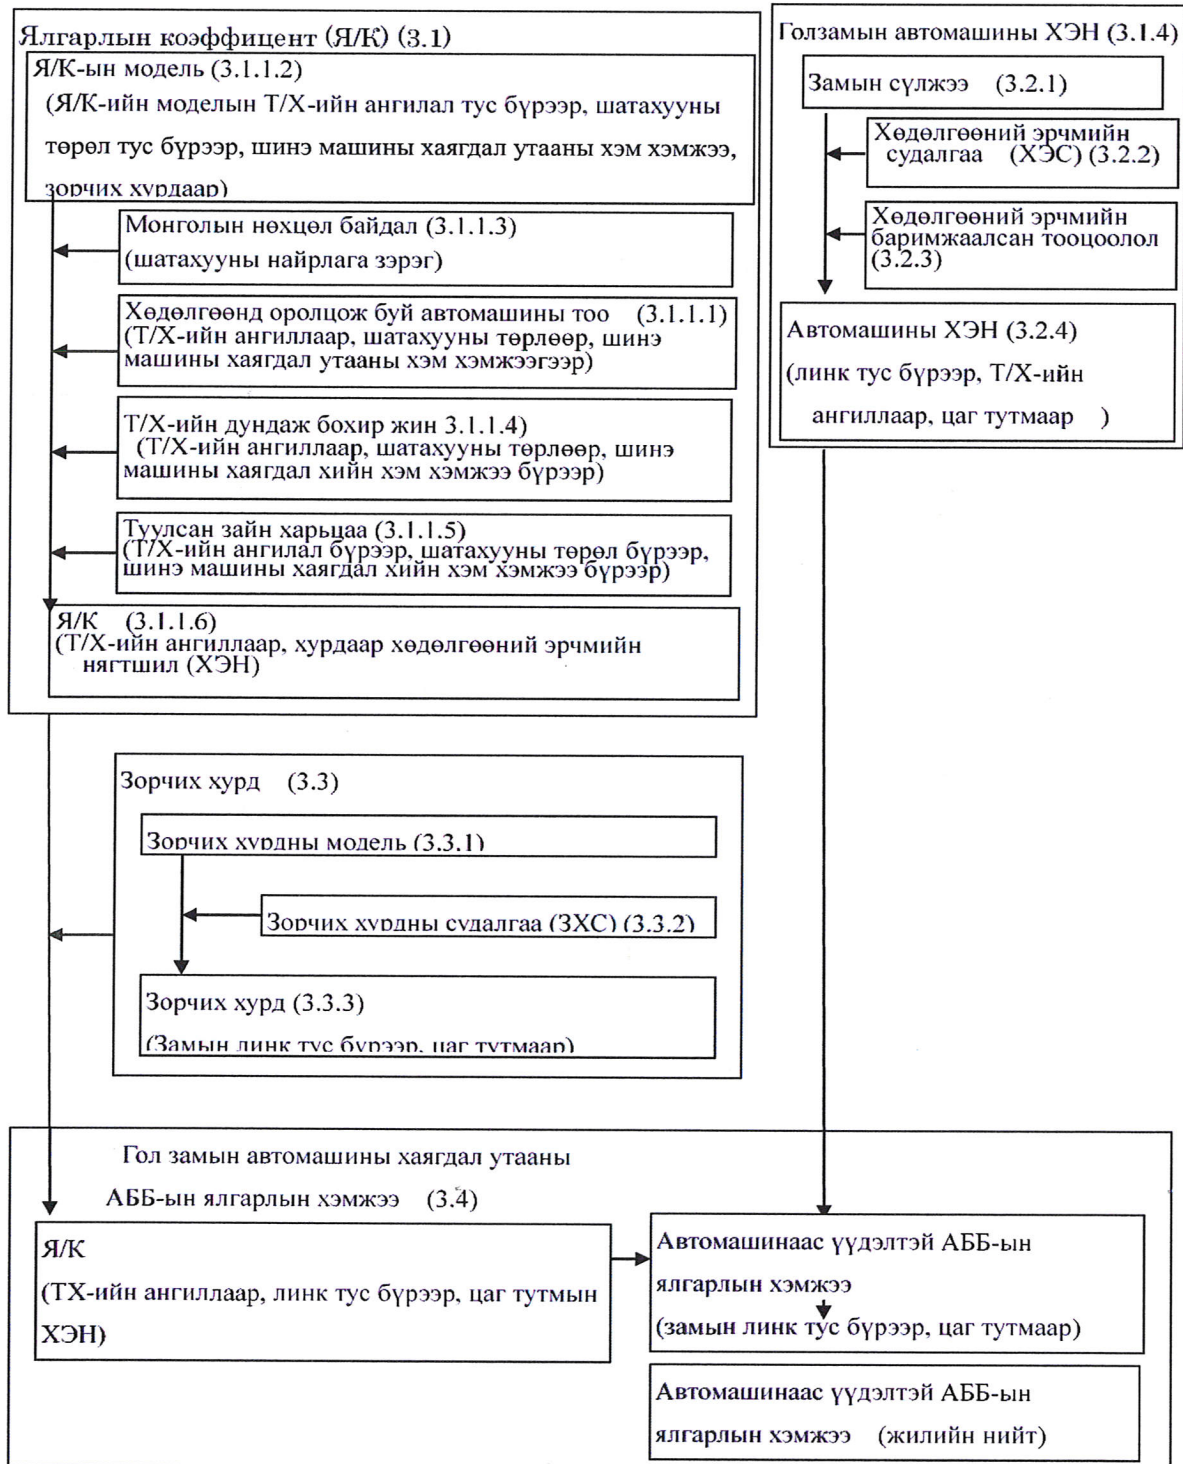 Ялгарлын коэффицент (Я/К) (3.1)
Я/К-ын модель (3.1.1.2)
(Я/К-ийн моделын Т/Х-ийн ангилал тус бүрээр, шатахууны
төрөл тус бүрээр, шинэ машины хаягдал утааны хэм хэмжээ,
зорчих хурдаар)
Монголын нөхцөл байдал (3.1.1.3)
(шатахууны найрлага зэрэг)
Хөдөлгөөнд оролцож буй автомашины тоо (3.1.1.1)
(Т/Х-ийн ангиллаар, шатахууны төрлөөр, шинэ
машины хаягдал утааны хэм хэмжээгээр)
Т/Х-ийн дундаж бохир жин 3.1.1.4)
(Т/Х-ийн ангиллаар, шатахууны төрлөөр, шинэ
машины хаягдал хийн хэм хэмжээ бүрээр)
Туулсан зайн харьцаа (3.1.1.5)
(Т/Х-ийн ангилал бүрээр, шатахууны төрөл бүрээр,
шинэ машины хаягдал хийн хэм хэмжээ бүрээр)
Я/К (3.1.1.6)
(Т/Х-ийн ангиллаар, хурдаар хөдөлгөөний эрчмийн
нягтшил (ХЭН)
Голзамын автомашины ХЭН (3.1.4)
Замын сүлжээ (3.2.1)
Хөдөлгөөний эрчмийн
судалгаа (ХЭС) (3.2.2)
Хөдөлгөөний эрчмийн
баримжаалсан тооцоолол
(3.2.3)
Автомашины ХЭН (3.2.4)
(линк тус бүрээр, Т/Х-ийн
ангиллаар, цаг тутмаар )
Зорчих хурд (3.3)
Зорчих хурдны модель (3.3.1)
Зорчих хурдны судалгаа (ЗХС) (3.3.2)
Зорчих хурд (3.3.3)
(Замын линк тус бүрээр, цаг тутмаар)
Гол замын автомашины хаягдал утааны
АББ-ын ялгарлын хэмжээ (3.4)
Я/К
(ТХ-ийн ангиллаар, линк тус бүрээр, цаг тутмын
ХЭН)
Автомашинаас үүдэлтэй АББ-ын
ялгарлын хэмжээ
(замын линк тус бүрээр, цаг тутмаар)
Автомашинаас үүдэлтэй АББ-ын
ялгарлын хэмжээ (жилийн нийт)